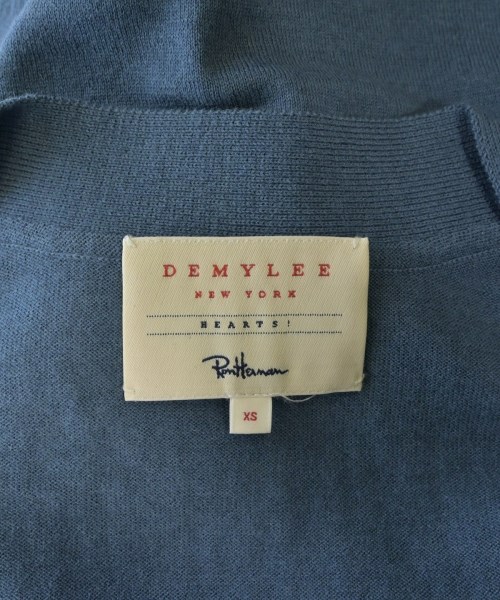 DEMYLEE
NEW YORK
HEARTS!
Ron Herman
XS